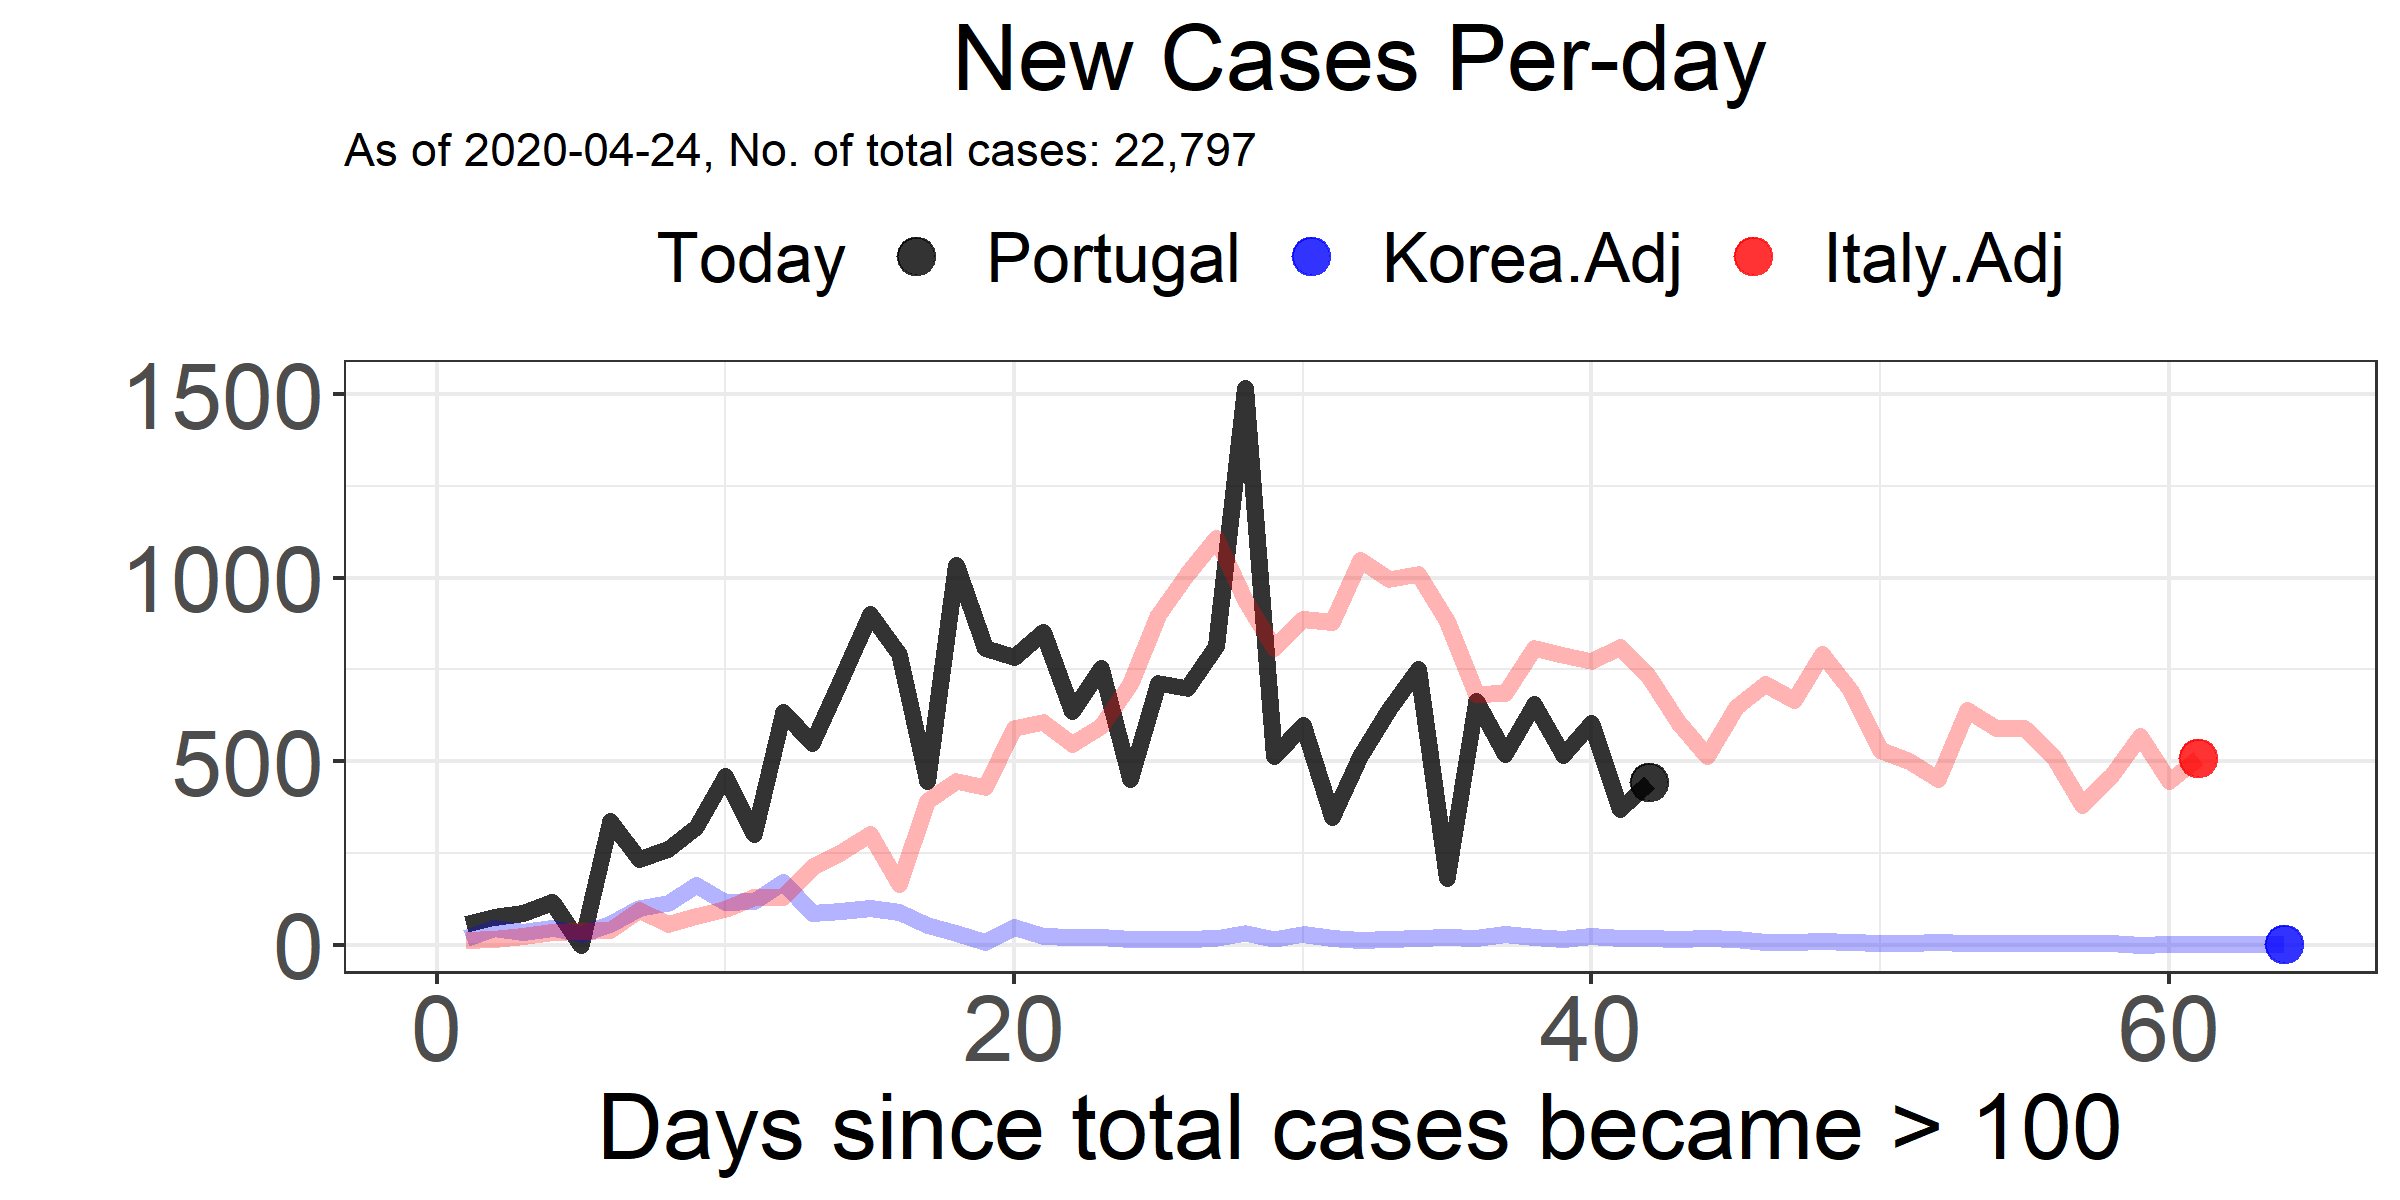 New Cases Per-day
As of 2020-04-24, No. of total cases: 22,797
Today Portugal Korea.Adj Italy.Adj
1500
1000
500
0
0 20 40 60
Days since total cases became > 100